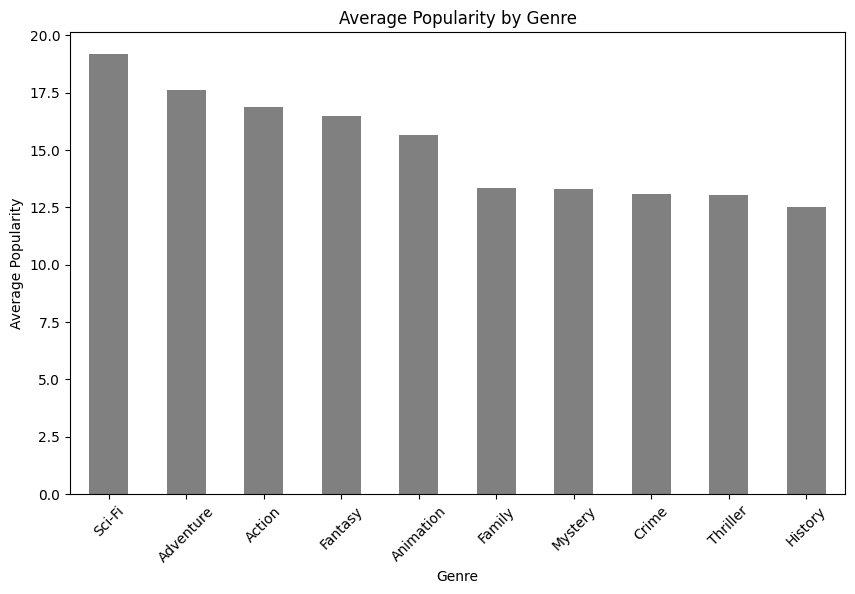 Average Popularity by Genre
Average Popularity
20.0
17.5
15.0
12.5
10.0
7.5
5.0
2.5
0.0
Sci-Fi
Adventure
Action
Fantasy
Animation
Family
Mystery
Crime
Thriller
History
Genre